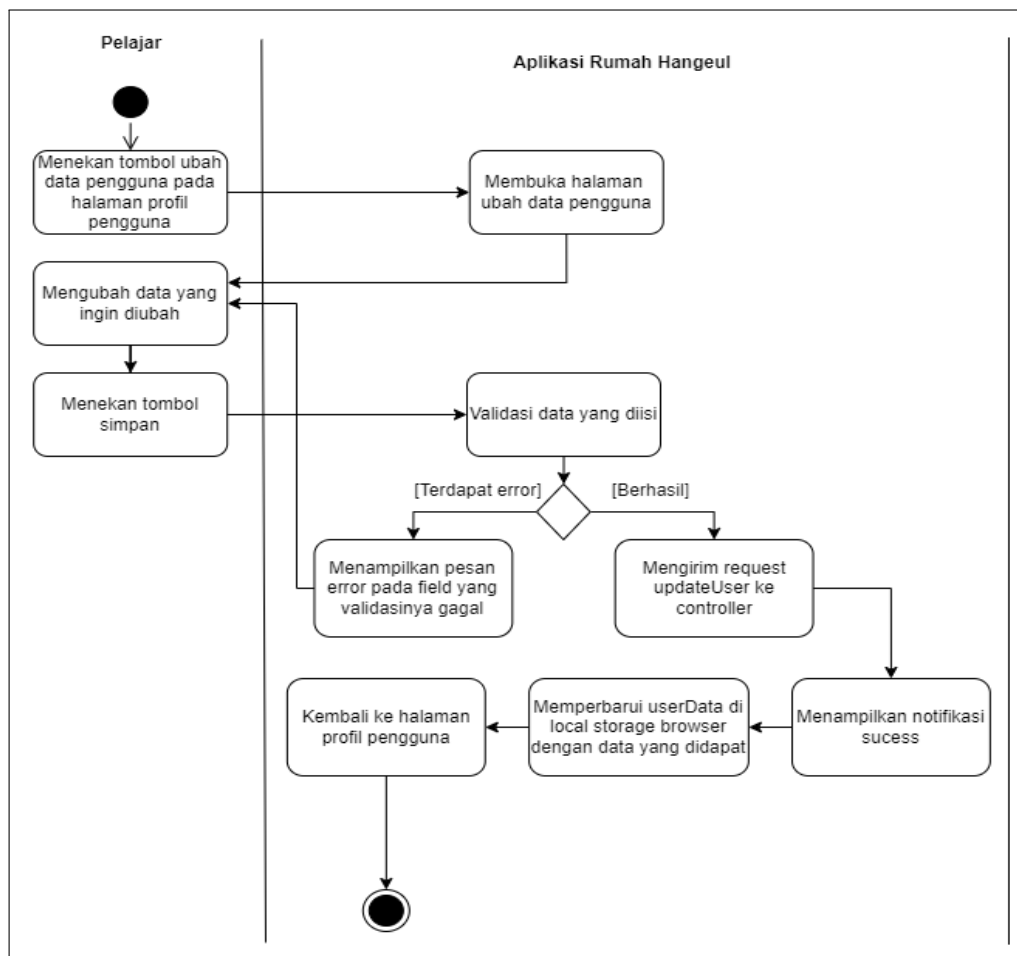 Pelajar
Aplikasi Rumah Hangeul
Menekan tombol ubah
data pengguna pada
halaman profil
pengguna
Membuka halaman
ubah data pengguna
Mengubah data yang
ingin diubah
Menekan tombol
simpan
Validasi data yang diisi
[Terdapat error]
[Berhasil]
Menampilkan pesan
error pada field yang
validasinya gagal
Mengirim request
updateUser ke
controller
Kembali ke halaman
profil pengguna
Memperbarui userData di
local storage browser
dengan data yang didapat
Menampilkan notifikasi
sucess